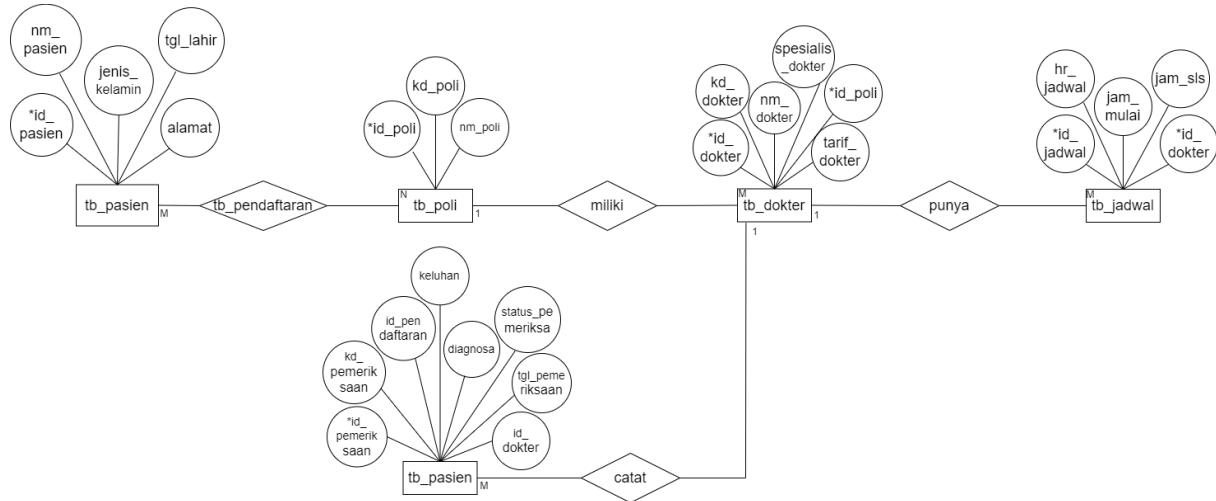 nm_
pasien
jenis_
kelamin
tgl_lahir
*id_
pasien
alamat
tb_pasien
M
tb_pendaftaran
kd_poli
*id_poli
nm_poli
N
tb_poli
1
miliki
spesialis
_dokter
kd_
dokter
nm_
dokter
*id_poli
*id_
dokter
tarif_
dokter
M
tb_dokter
1
1
punya
hr_
jadwal
jam_
mulai
jam_sls
*id_
jadwal
*id_
dokter
M
tb_jadwal
keluhan
id_pen
daftaran
status_pe
meriksa
diagnosa
kd_
pemerik
saan
tgl_peme
riksaan
*id_
pemerik
saan
id_
dokter
tb_pasien
M
catat